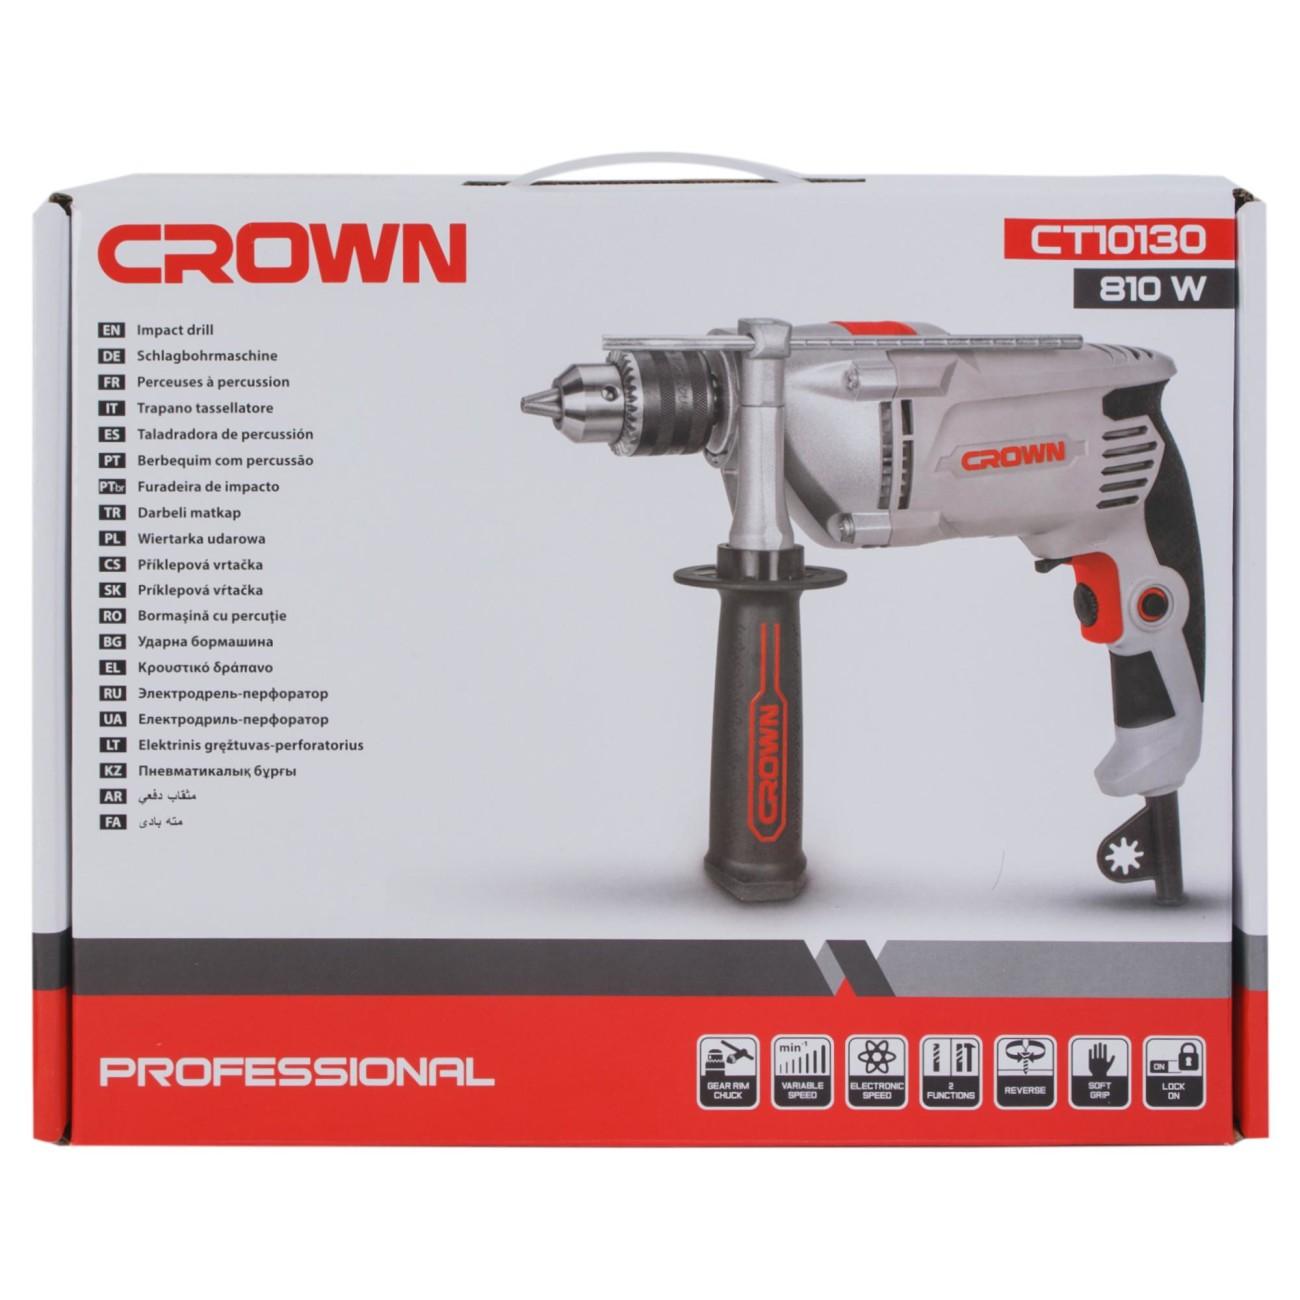 CROWN
CT10130
810 W
EN Impact drill
DE Schlagbohrmaschine
FR Perceuses à percussion
IT Trapano tassellatore
ES Taladradora de percussión
PT Berbequim com percussão
PTbr Furadeira de impacto
TR Darbeli matkap
PL Wiertarka udarowa
CS Příklepová vrtačka
SK Príklepová vŕtačka
RO Bormaşină cu percuţie
BG Ударна бормашина
EL Κρουστικό δράπανο
RU Электродрель-перфоратор
UA Електродриль-перфоратор
LT Elektrinis gręžtuvas-perforatorius
KZ Пневматикалық бұрғы
AR مثقاب دفعي
FA مته بادی
CROWN
CROWN
PROFESSIONAL
GEAR RIM
CHUCK
min⁻¹
VARIABLE
SPEED
ELECTRONIC
SPEED
2
FUNCTIONS
REVERSE
SOFT
GRIP
ON
LOCK
ON